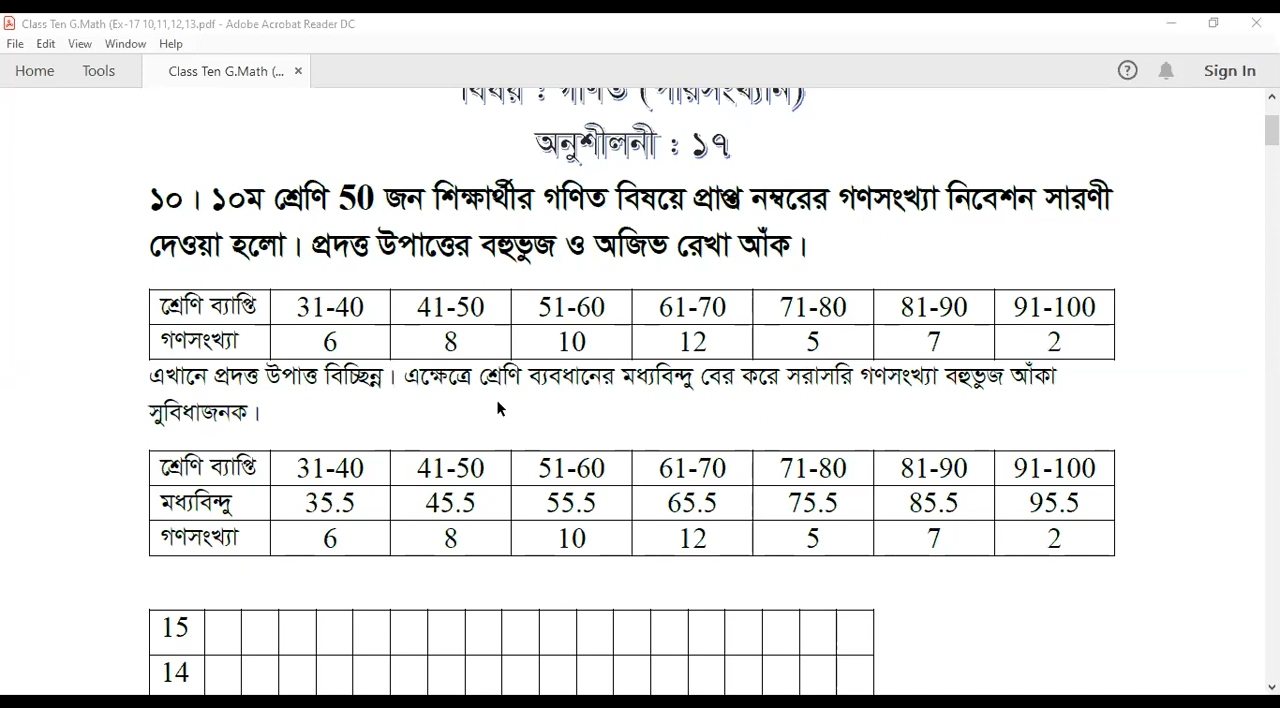 Class Ten G.Math (Ex-17 10,11,12,13.pdf - Adobe Acrobat Reader DC
File Edit View Window Help
Home Tools Class Ten G.Math (... × Sign In
বিষয় : গণিত (পরিসংখ্যান)
অনুশীলনী : ১৭
১০। ১০ম শ্রেণি 50 জন শিক্ষার্থীর গণিত বিষয়ে প্রাপ্ত নম্বরের গণসংখ্যা নিবেশন সারণী
দেওয়া হলো। প্রদত্ত উপাত্তের বহুভুজ ও অজিভ রেখা আঁক।
শ্রেণি ব্যাপ্তি 31-40 41-50 51-60 61-70 71-80 81-90 91-100
গণসংখ্যা 6 8 10 12 5 7 2
এখানে প্রদত্ত উপাত্ত বিচ্ছিন্ন। এক্ষেত্রে শ্রেণি ব্যবধানের মধ্যবিন্দু বের করে সরাসরি গণসংখ্যা বহুভুজ আঁকা
সুবিধাজনক।
শ্রেণি ব্যাপ্তি 31-40 41-50 51-60 61-70 71-80 81-90 91-100
মধ্যবিন্দু 35.5 45.5 55.5 65.5 75.5 85.5 95.5
গণসংখ্যা 6 8 10 12 5 7 2
15
14